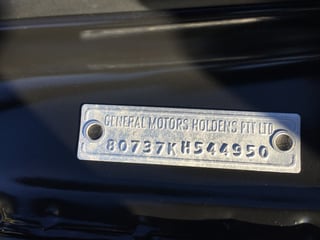 GENERAL MOTORS HOLDENS PTY LTD
80737KH544950